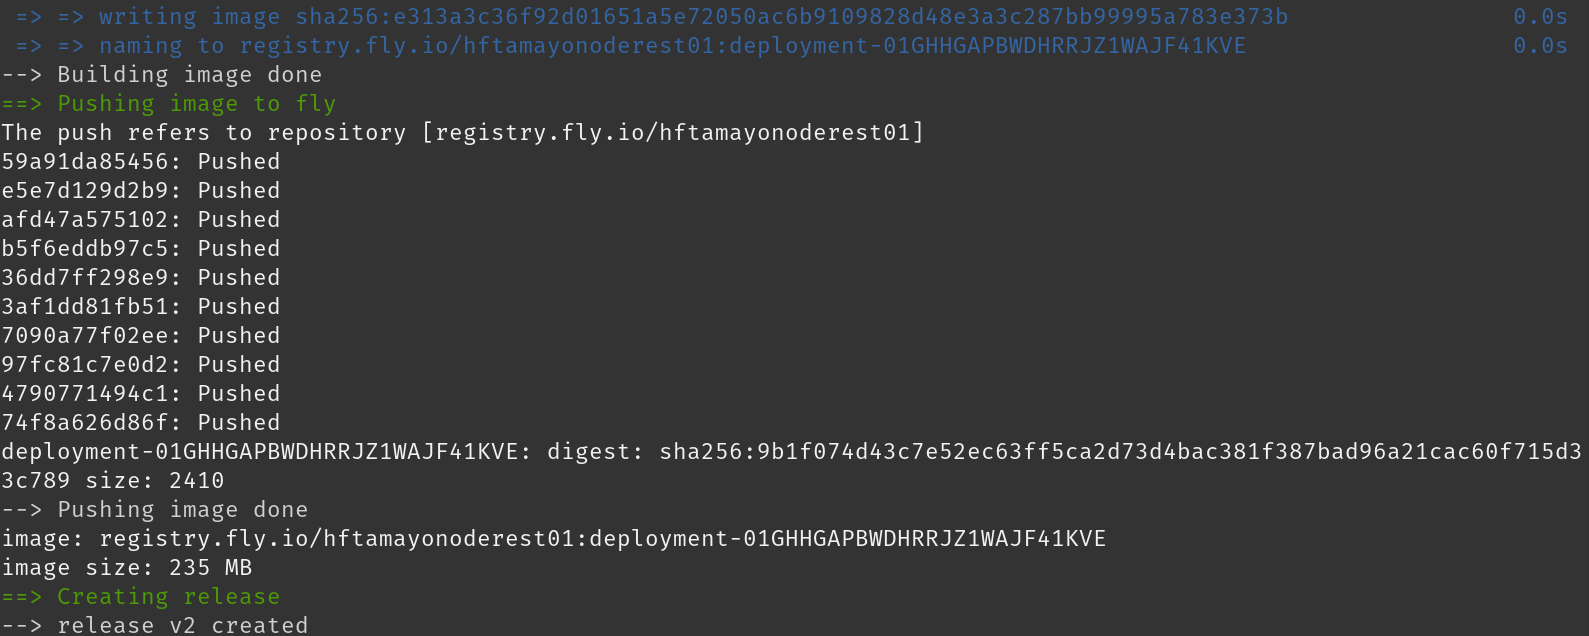 => => writing image sha256:e313a3c36f92d01651a5e72050ac6b9109828d48e3a3c287bb99995a783e373b 0.0s
=> => naming to registry.fly.io/hftamayonoderest01:deployment-01GHHGAPBWDHRRJZ1WAJF41KVE 0.0s
--> Building image done
==> Pushing image to fly
The push refers to repository [registry.fly.io/hftamayonoderest01]
59a91da85456: Pushed
e5e7d129d2b9: Pushed
afd47a575102: Pushed
b5f6eddb97c5: Pushed
36dd7ff298e9: Pushed
3af1dd81fb51: Pushed
7090a77f02ee: Pushed
97fc81c7e0d2: Pushed
4790771494c1: Pushed
74f8a626d86f: Pushed
deployment-01GHHGAPBWDHRRJZ1WAJF41KVE: digest: sha256:9b1f074d43c7e52ec63ff5ca2d73d4bac381f387bad96a21cac60f715d3
3c789 size: 2410
--> Pushing image done
image: registry.fly.io/hftamayonoderest01:deployment-01GHHGAPBWDHRRJZ1WAJF41KVE
image size: 235 MB
==> Creating release
--> release v2 created